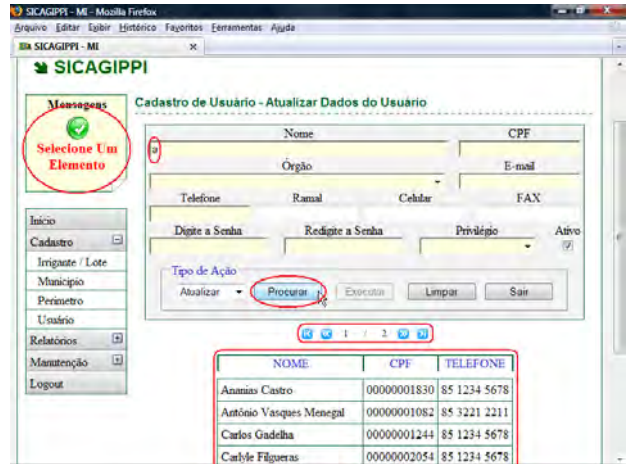 SICAGIPPI - MI - Mozilla Firefox
Arquivo Editar Exibir Histórico Favoritos Ferramentas Ajuda
SICAGIPPI - MI
SICAGIPPI
Mensagens
Selecione Um
Elemento
Inicio
Cadastro
Irrigante / Lote
Municipio
Perimetro
Usuário
Relatórios
Manutenção
Logout
Cadastro de Usuário - Atualizar Dados do Usuário
Nome CPF
a
Órgão E-mail
Telefone Ramal Celular FAX
Digite a Senha Redigite a Senha Privilégio Ativo
Tipo de Ação
Atualizar Procurar Executar Limpar Sair
1 / 2
NOME CPF TELEFONE
Ananias Castro 00000001830 85 1234 5678
Antônio Vasques Menegal 00000001082 85 3221 2211
Carlos Gadelha 00000001244 85 1234 5678
Carlyle Filgueras 00000002054 85 1234 5678